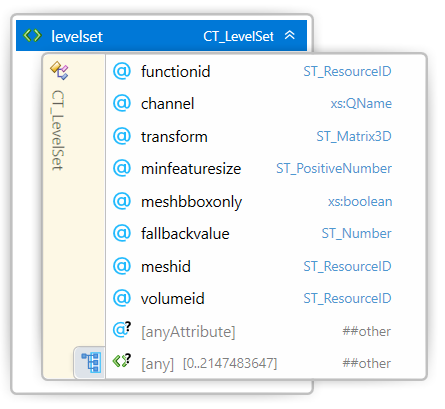 levelset CT_LevelSet
CT_LevelSet
functionid ST_ResourceID
channel xs:QName
transform ST_Matrix3D
minfeaturesize ST_PositiveNumber
meshbboxonly xs:boolean
fallbackvalue ST_Number
meshid ST_ResourceID
volumeid ST_ResourceID
[anyAttribute] ##other
[any] [0..2147483647] ##other